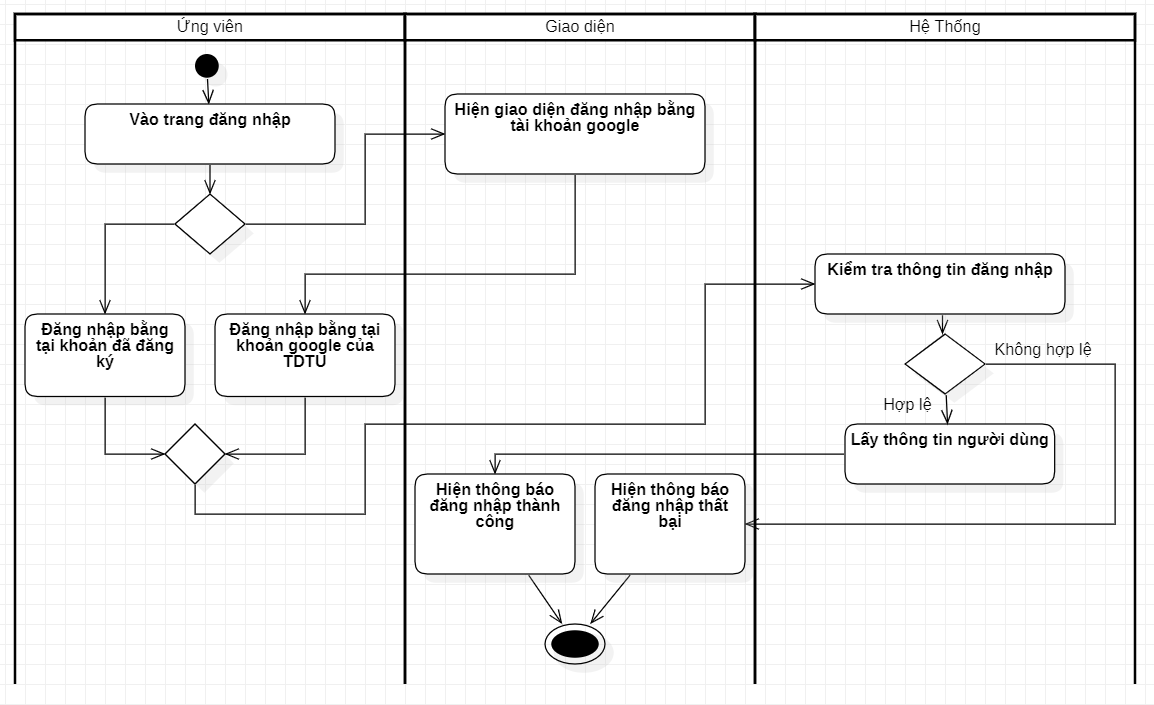 Ứng viên
Giao diện
Hệ Thống
Vào trang đăng nhập
Hiện giao diện đăng nhập bằng
tài khoản google
Kiểm tra thông tin đăng nhập
Đăng nhập bằng
tại khoản đã đăng
ký
Đăng nhập bằng tại
khoản google của
TDTU
Không hợp lệ
Hợp lệ
Lấy thông tin người dùng
Hiện thông báo
đăng nhập thành
công
Hiện thông báo
đăng nhập thất
bại